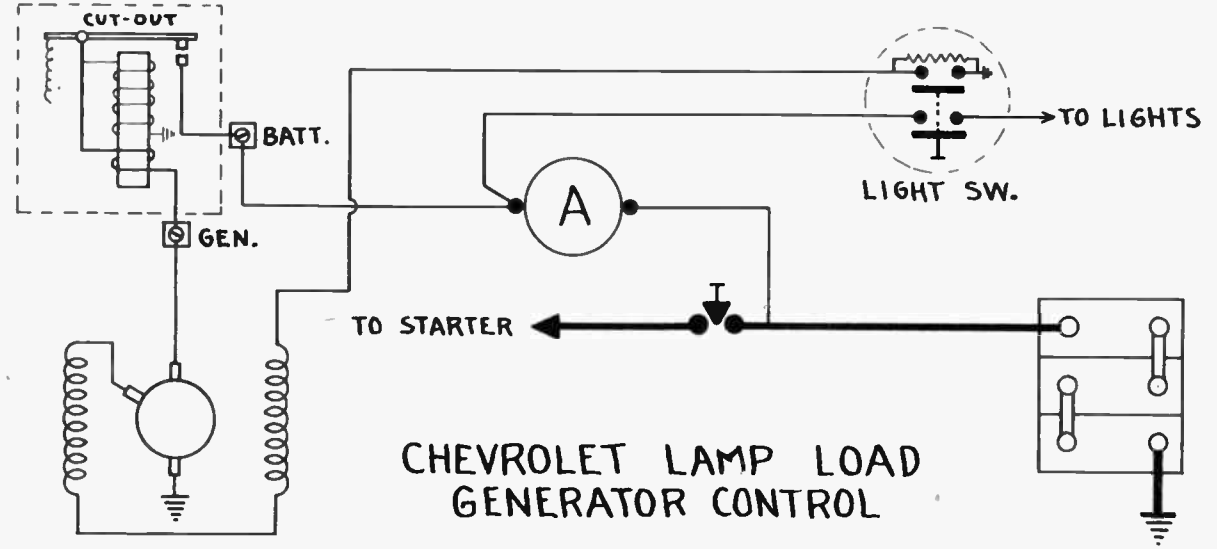 CUT-OUT
BATT.
GEN.
TO LIGHTS
LIGHT SW.
A
TO STARTER
CHEVROLET LAMP LOAD
GENERATOR CONTROL